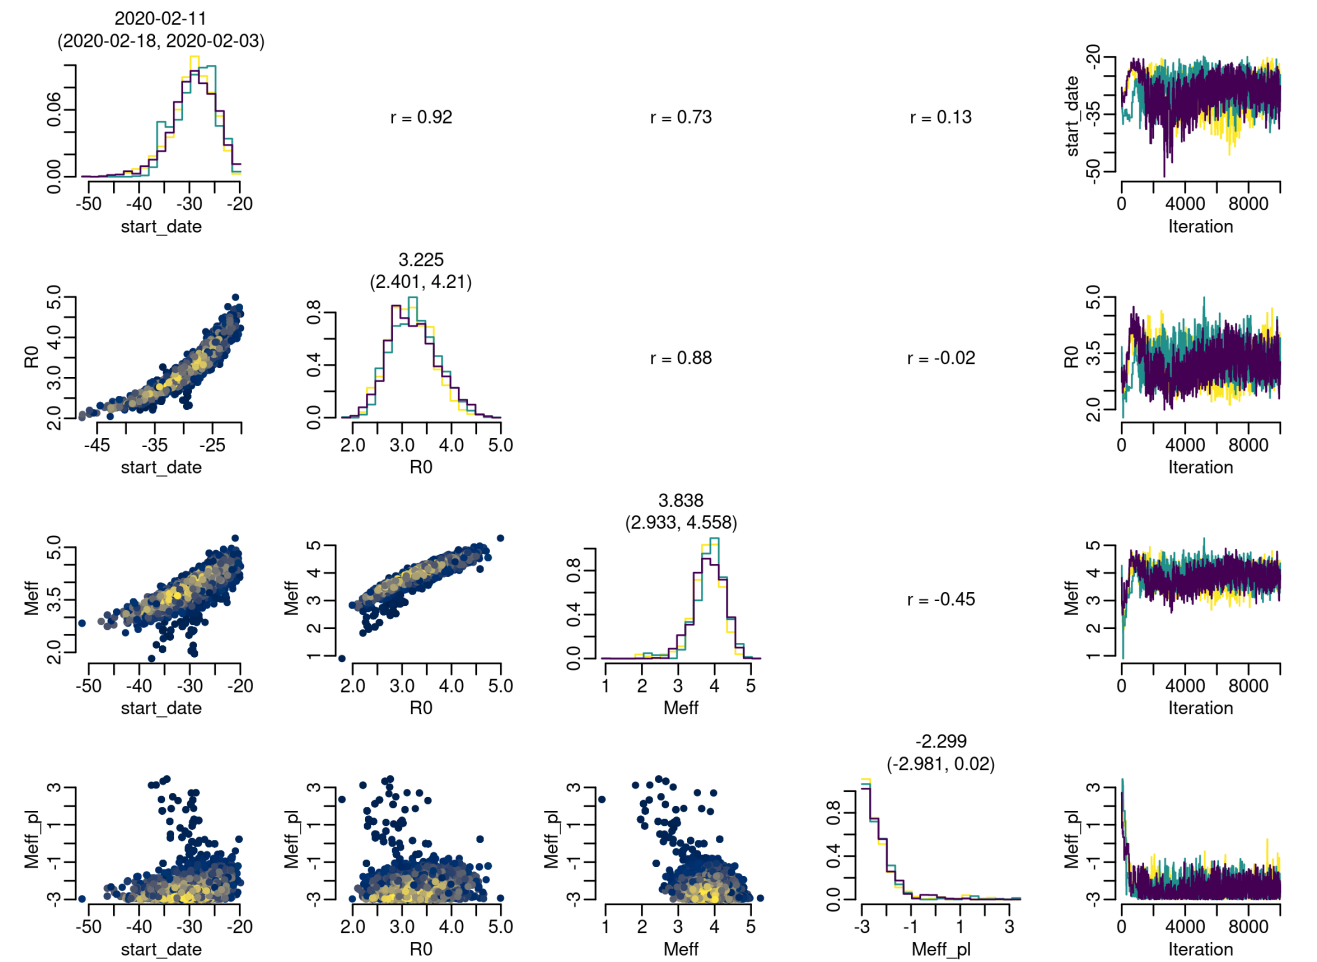 2020-02-11
(2020-02-18, 2020-02-03)
0.00 0.06
-50 -40 -30 -20
start_date
r = 0.92
r = 0.73
r = 0.13
start_date
-50 -35 -20
0 4000 8000
Iteration
R0
2.0 3.0 4.0 5.0
-45 -35 -25
start_date
3.225
(2.401, 4.21)
0.0 0.4 0.8
2.0 3.0 4.0 5.0
R0
r = 0.88
r = -0.02
R0
2.0 3.5 5.0
0 4000 8000
Iteration
Meff
2.0 3.5 5.0
-50 -40 -30 -20
start_date
Meff
1 2 3 4 5
2.0 3.0 4.0 5.0
R0
3.838
(2.933, 4.558)
0.0 0.4 0.8
1 2 3 4 5
Meff
r = -0.45
Meff
1 2 3 4 5
0 4000 8000
Iteration
Meff_pl
-3 -1 1 3
-50 -40 -30 -20
start_date
Meff_pl
-3 -1 1 3
2.0 3.0 4.0 5.0
R0
Meff_pl
-3 -1 1 3
1 2 3 4 5
Meff
-2.299
(-2.981, 0.02)
0.0 0.4 0.8
-3 -1 1 3
Meff_pl
Meff_pl
-3 -1 1 3
0 4000 8000
Iteration